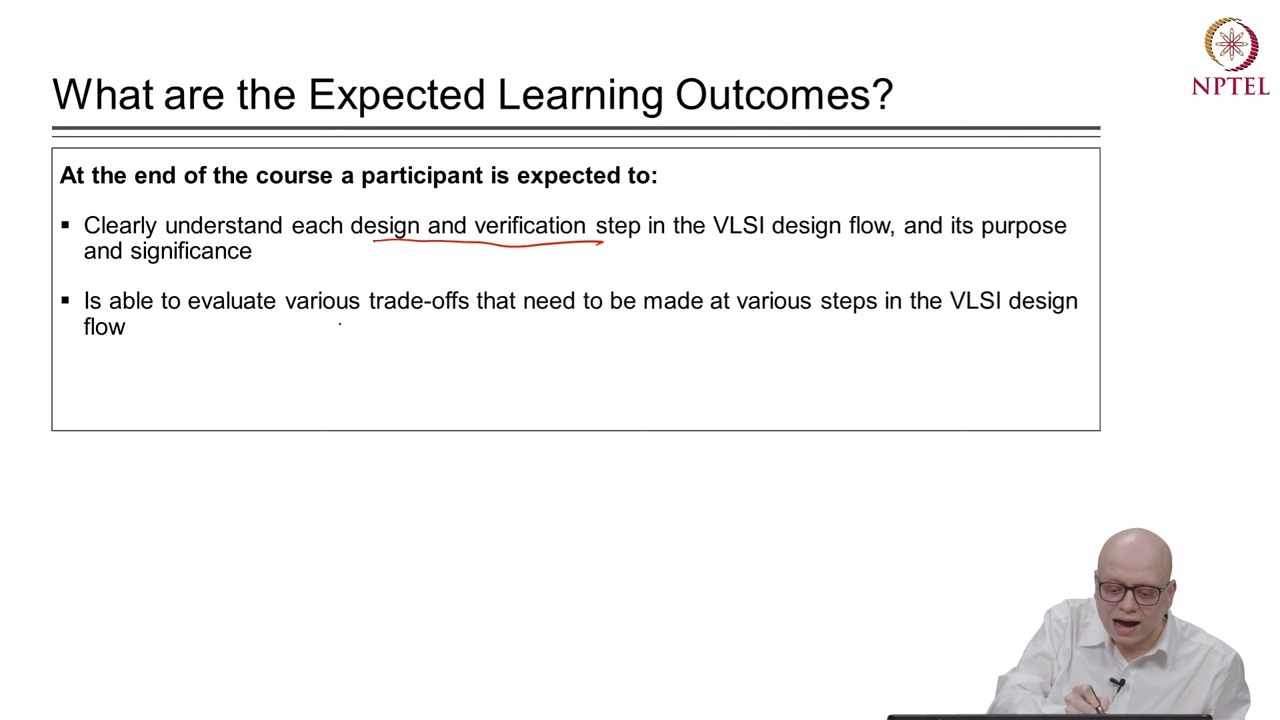 NPTEL
What are the Expected Learning Outcomes?
At the end of the course a participant is expected to:
▪ Clearly understand each design and verification step in the VLSI design flow, and its purpose
and significance
▪ Is able to evaluate various trade-offs that need to be made at various steps in the VLSI design
flow